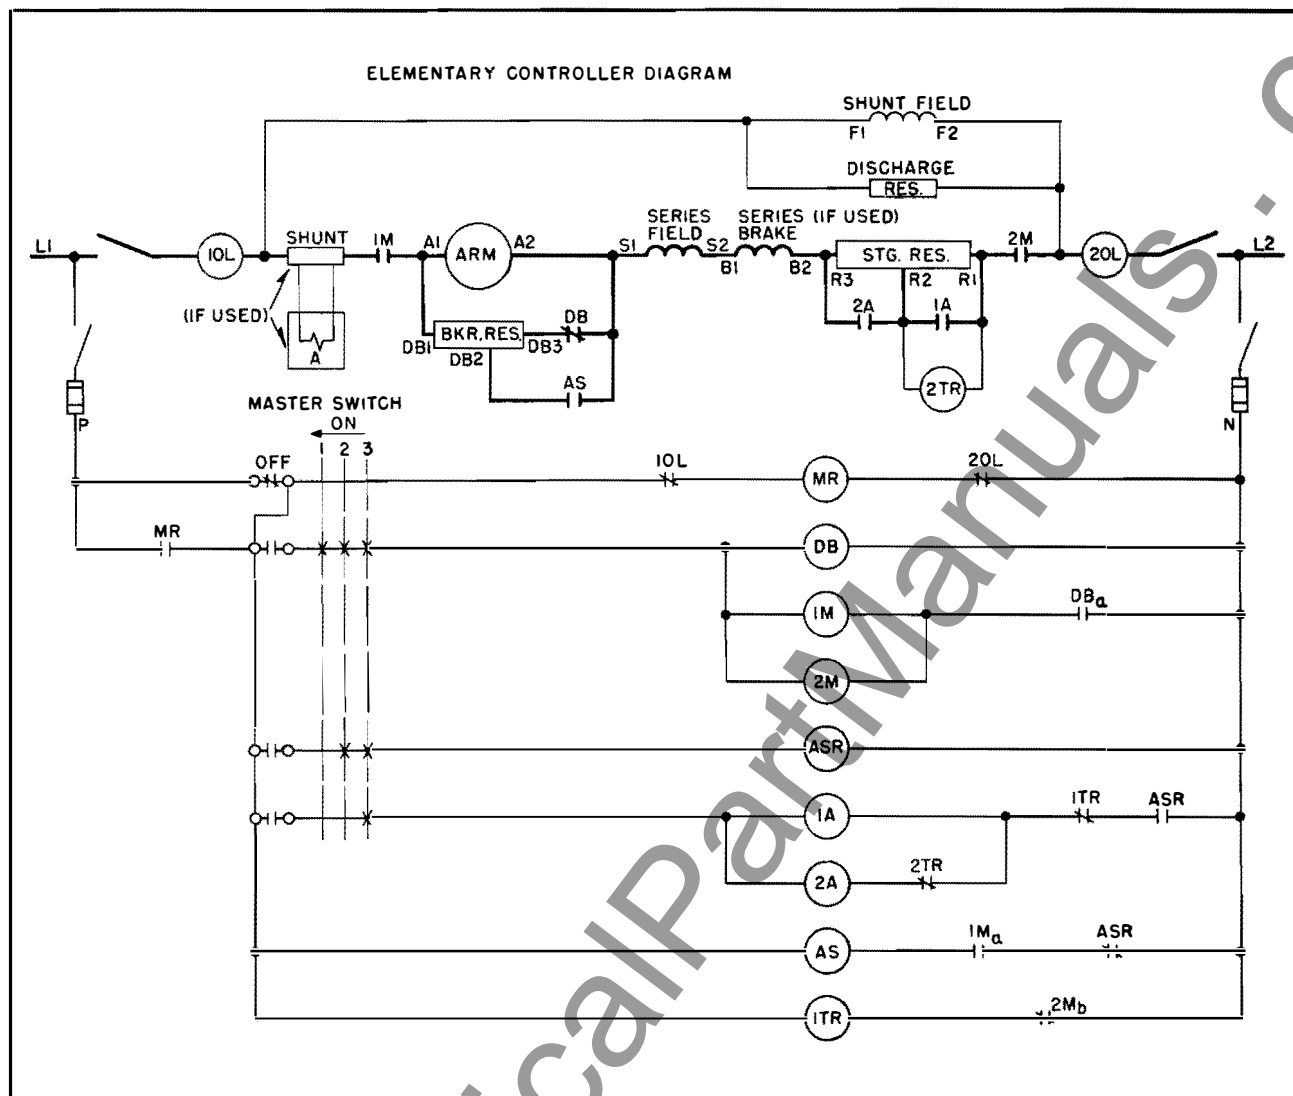 ELEMENTARY CONTROLLER DIAGRAM
SHUNT FIELD
F1 F2
DISCHARGE
RES.
SERIES FIELD
SERIES BRAKE (IF USED)
L1
1OL
SHUNT
1M
A1
ARM
A2
S1
S2
B1
B2
STG. RES.
R3
R2
R1
2M
2OL
L2
(IF USED)
A
BKR. RES.
DB1
DB2
DB3
DB
AS
2A
1A
2TR
P
N
MASTER SWITCH
ON
1 2 3
OFF
1OL
MR
2OL
MR
DB
1M
DBa
2M
ASR
1A
1TR
ASR
2A
2TR
AS
1Ma
ASR
1TR
2Mb
icalPartManuals . c